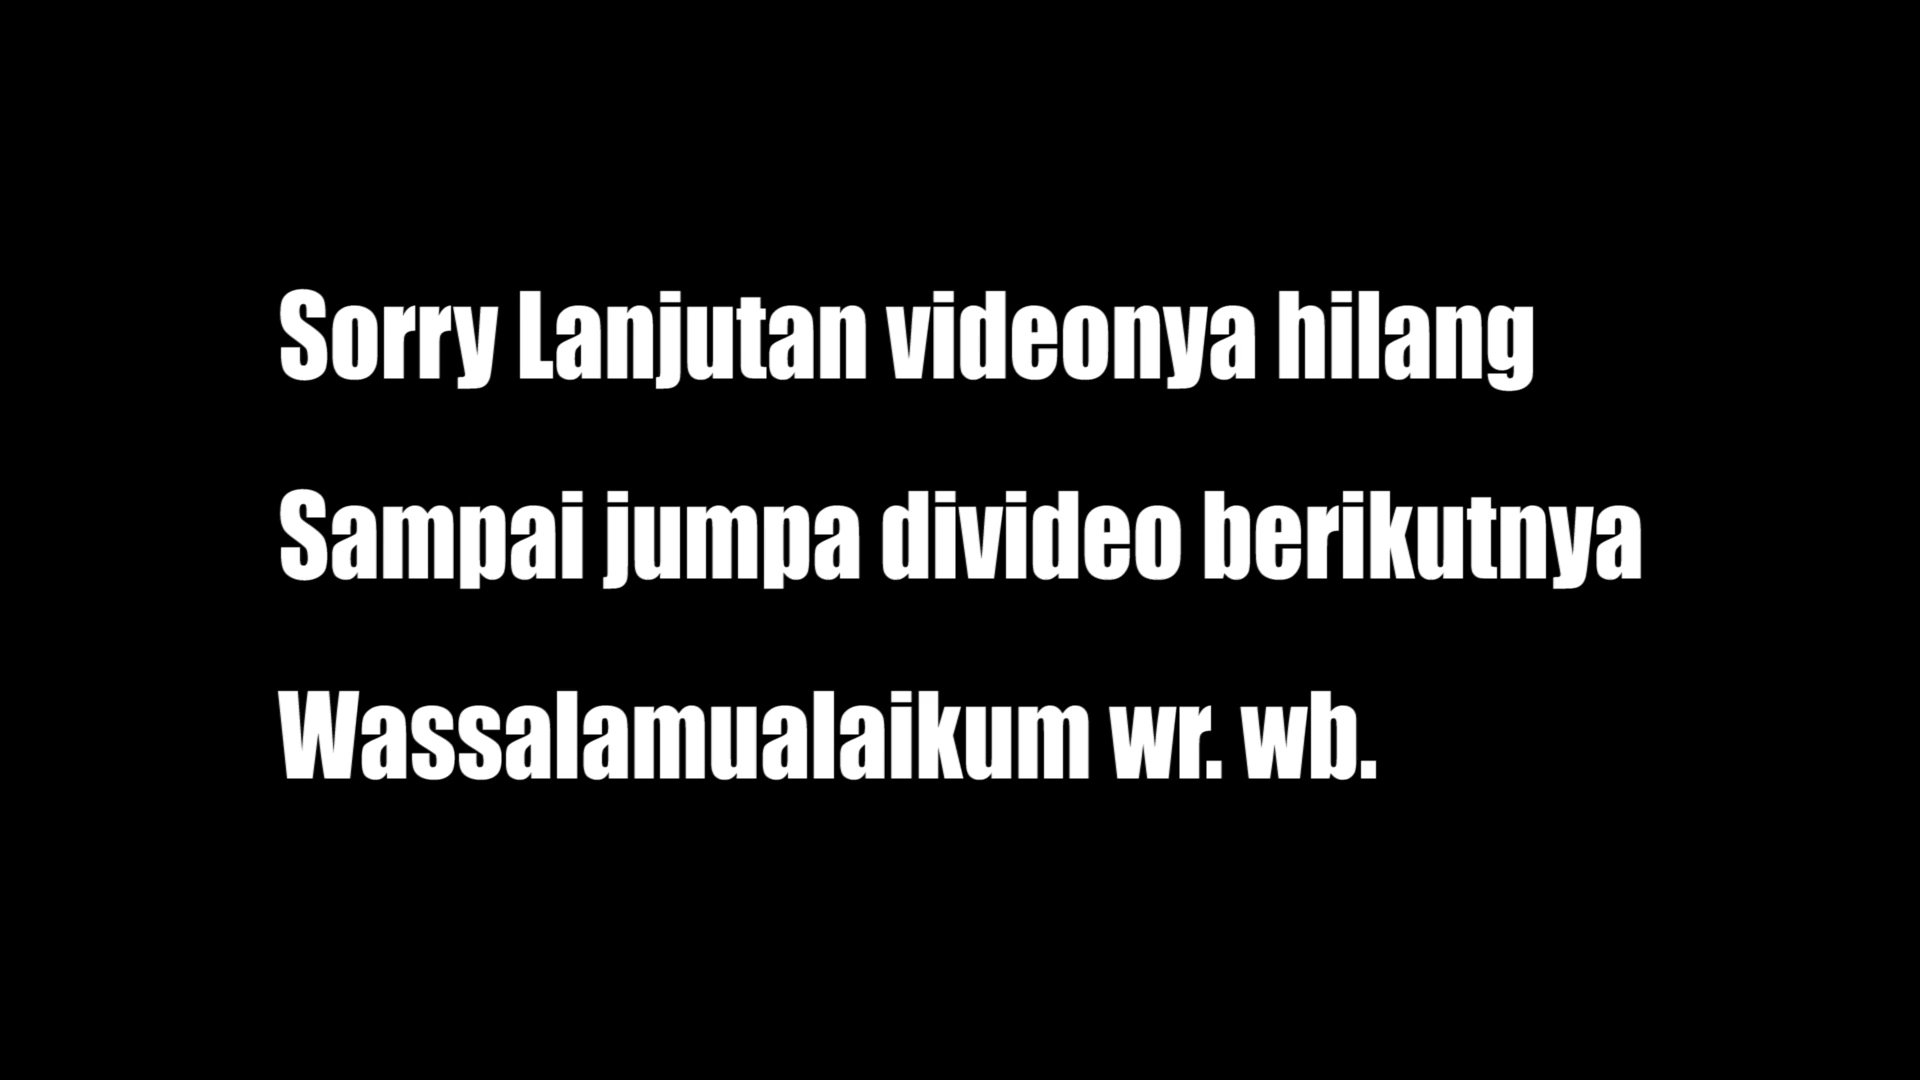 Sorry Lanjutan videonya hilang
Sampai jumpa divideo berikutnya
Wassalamualaikum wr. wb.